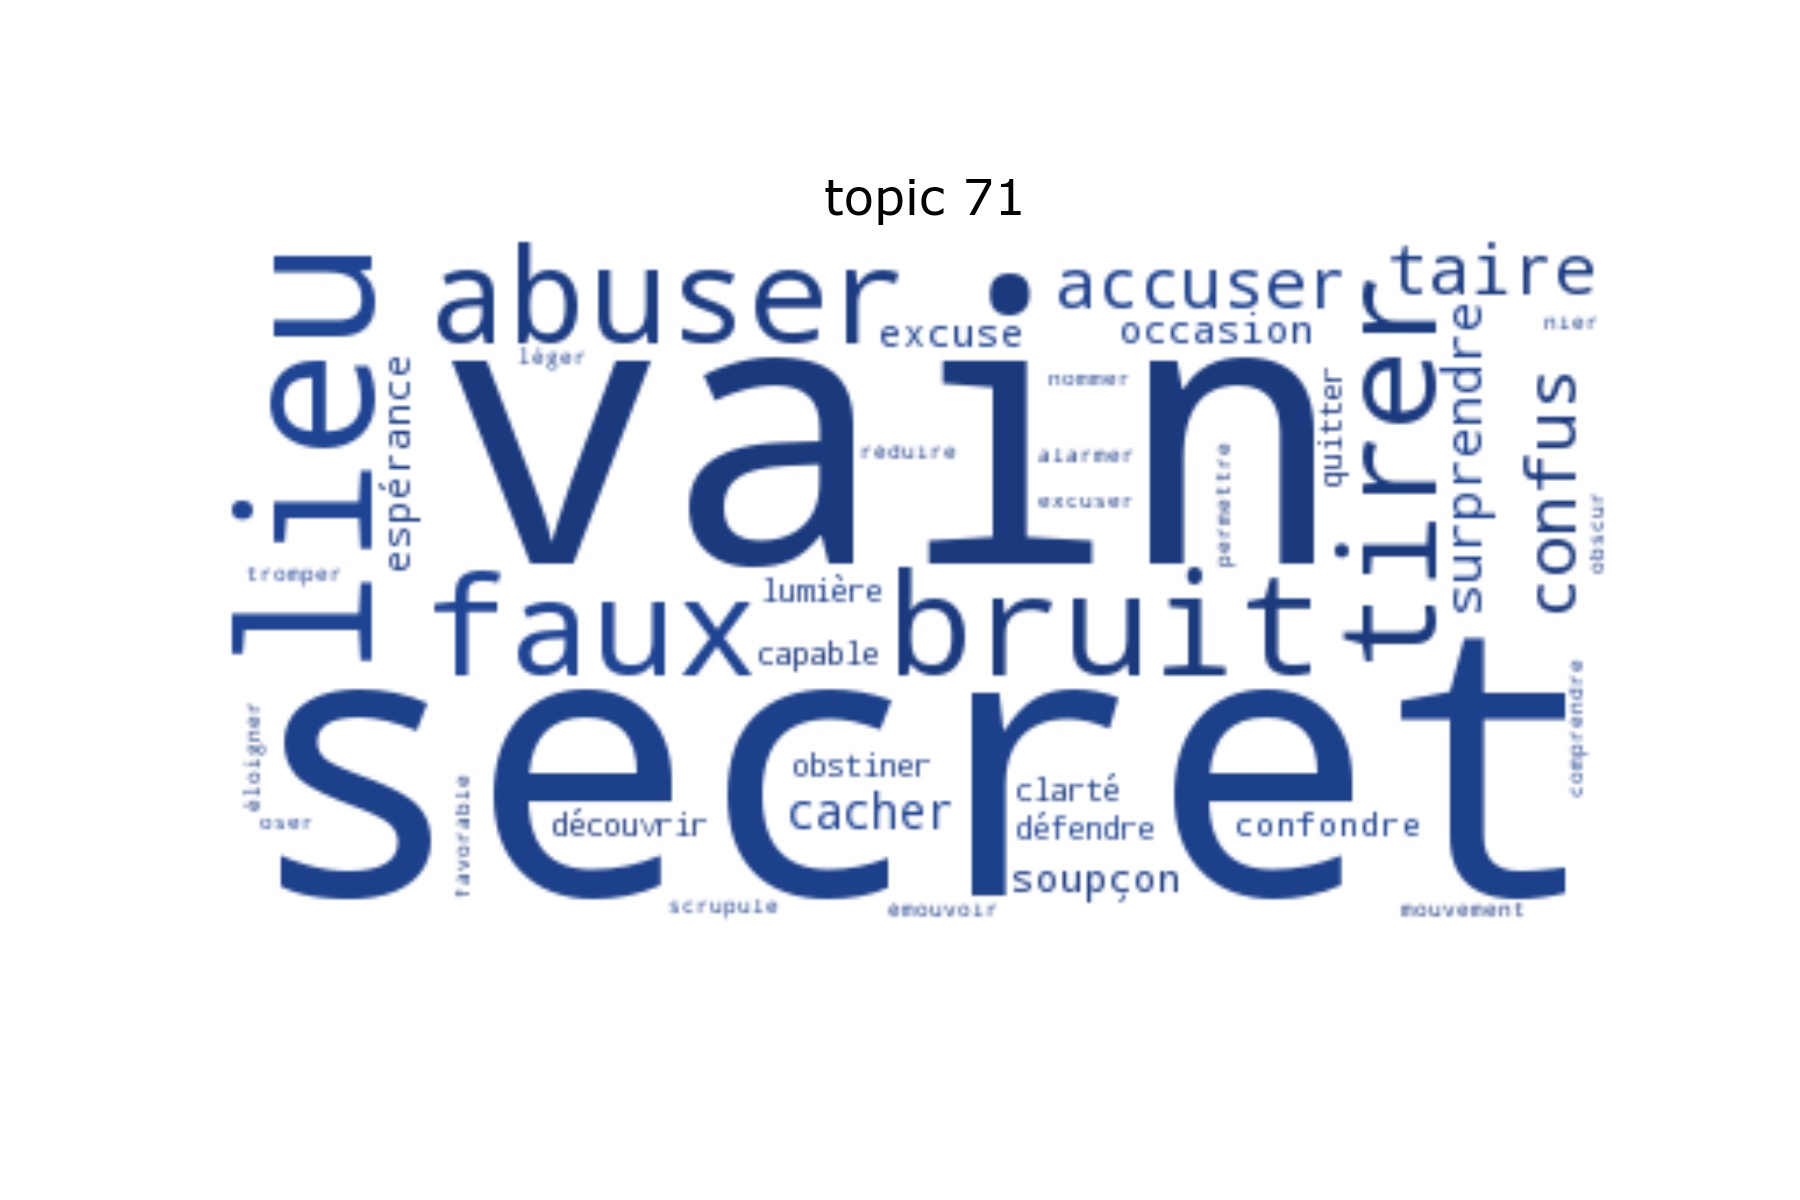 topic 71
lieu
abuser
accuser
taire
excuse
occasion
nier
léger
vain
nommer
espérance
quitter
tirer
surprendre
confus
réduire
alarmer
excuser
permettre
obscur
tromper
faux
lumière
capable
bruit
secret
comprendre
éloigner
oser
favorable
découvrir
obstiner
cacher
clarté
défendre
confondre
soupçon
scrupule
émouvoir
mouvement